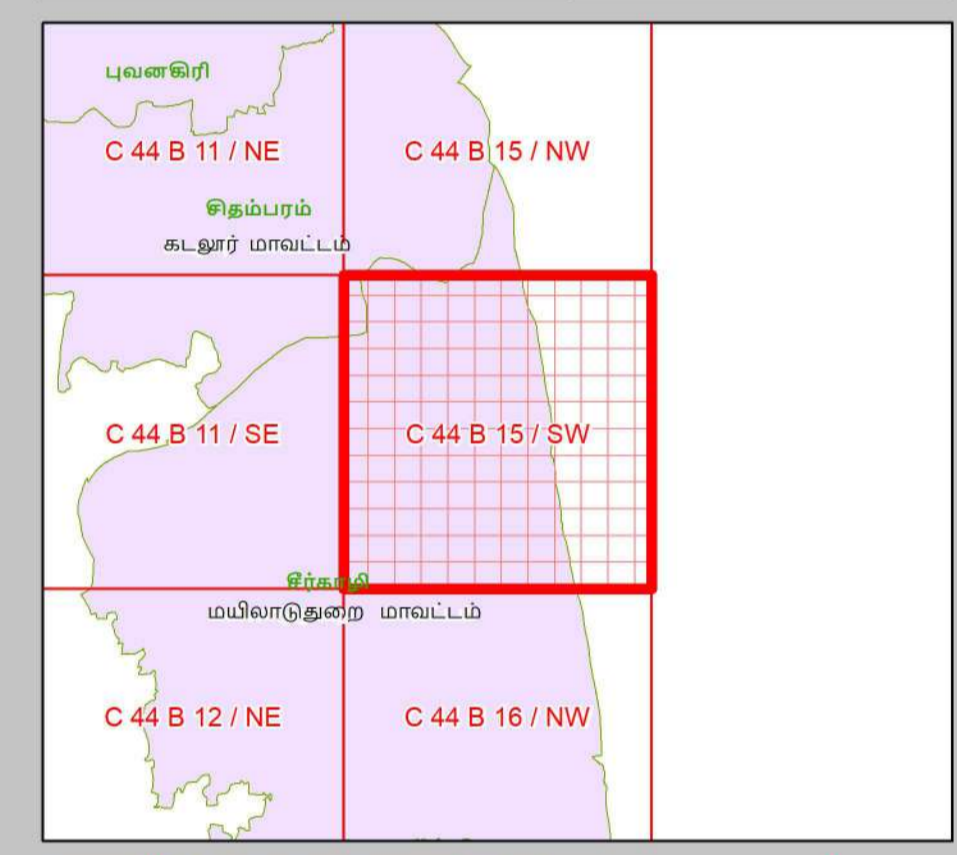 புவனகிரி
C 44 B 11 / NE
C 44 B 15 / NW
சிதம்பரம்
கடலூர் மாவட்டம்
C 44 B 11 / SE
C 44 B 15 / SW
சீர்காழி
மயிலாடுதுறை மாவட்டம்
C 44 B 12 / NE
C 44 B 16 / NW